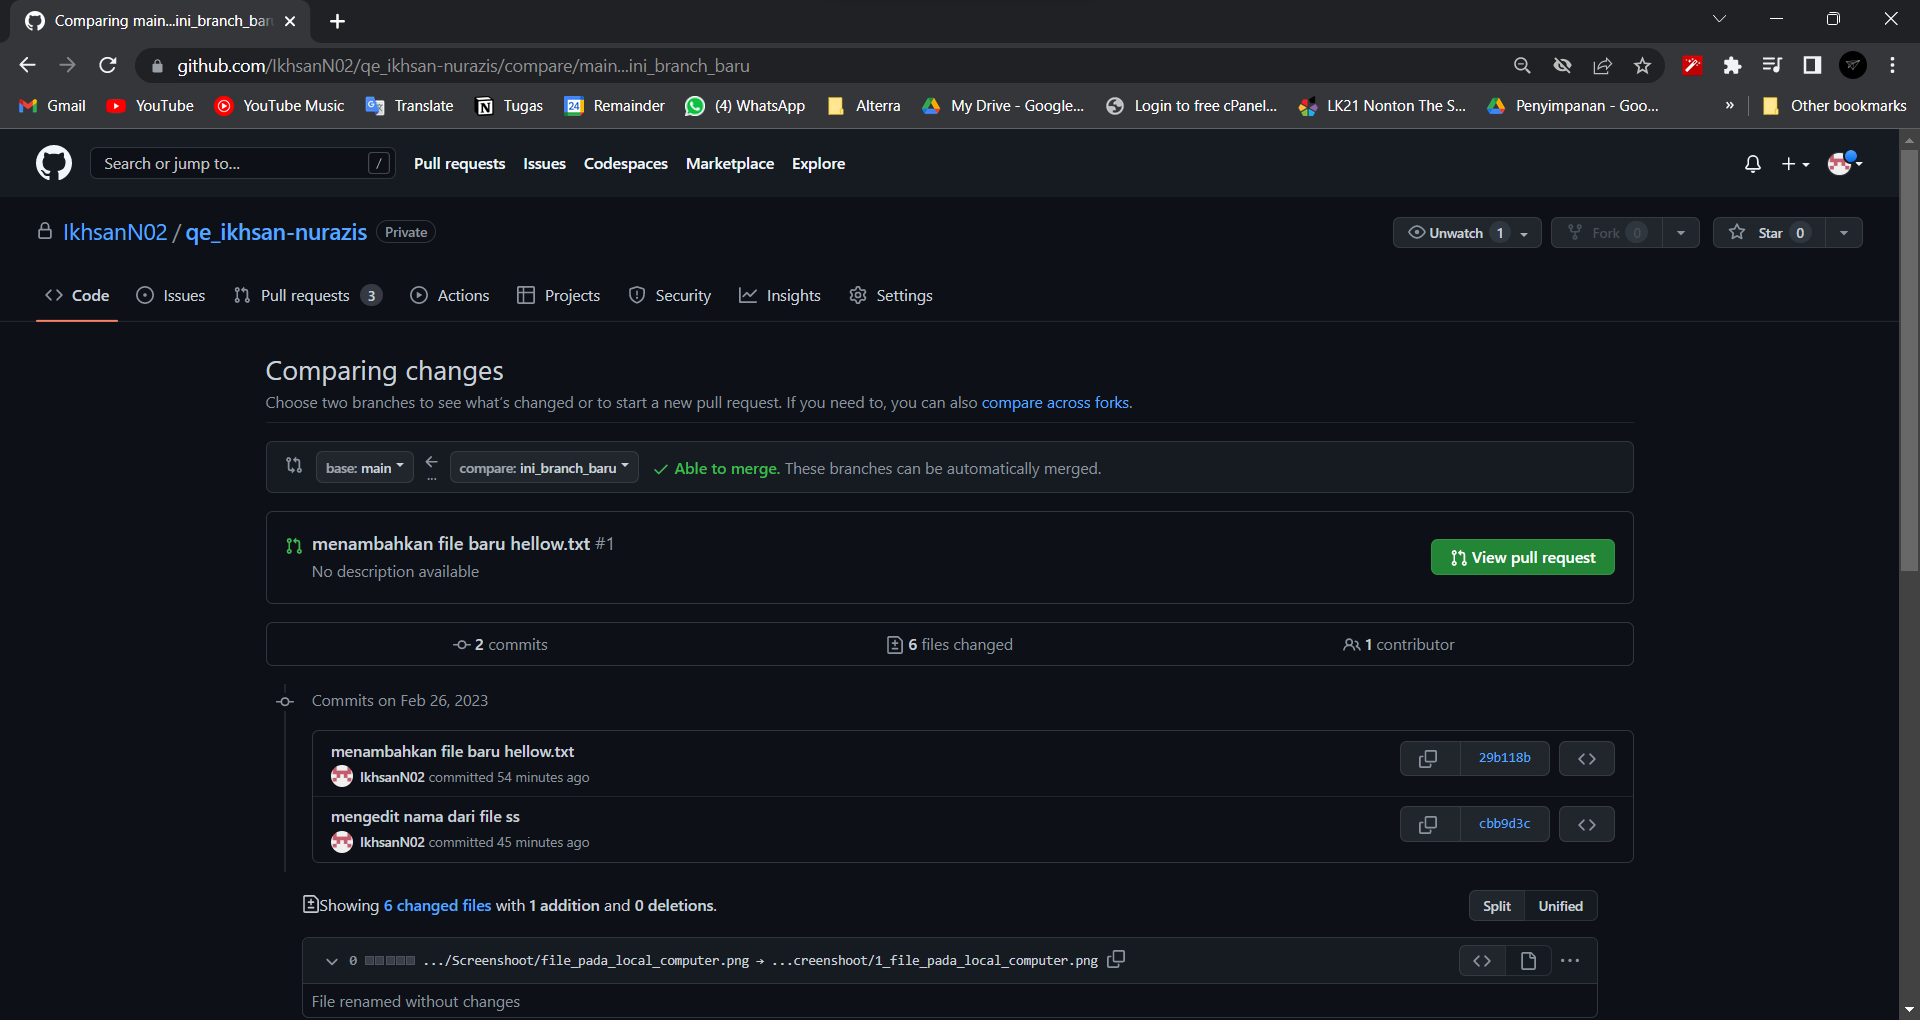 Comparing main...ini_branch_bar
github.com/IkhsanN02/qe_ikhsan-nurazis/compare/main...ini_branch_baru
Gmail YouTube YouTube Music Translate Tugas 24 Remainder (4) WhatsApp Alterra My Drive - Google... Login to free cPanel... LK21 Nonton The S... Penyimpanan - Goo... » Other bookmarks
Search or jump to... / Pull requests Issues Codespaces Marketplace Explore
IkhsanN02 / qe_ikhsan-nurazis Private Unwatch 1 Fork 0 Star 0
Code Issues Pull requests 3 Actions Projects Security Insights Settings
Comparing changes
Choose two branches to see what's changed or to start a new pull request. If you need to, you can also compare across forks.
base: main ← ... compare: ini_branch_baru ✓ Able to merge. These branches can be automatically merged.
menambahkan file baru hellow.txt #1
No description available
View pull request
2 commits 6 files changed 1 contributor
Commits on Feb 26, 2023
menambahkan file baru hellow.txt
IkhsanN02 committed 54 minutes ago
29b118b <>
mengedit nama dari file ss
IkhsanN02 committed 45 minutes ago
cbb9d3c <>
Showing 6 changed files with 1 addition and 0 deletions.
Split Unified
0 .../Screenshoot/file_pada_local_computer.png → ...creenshoot/1_file_pada_local_computer.png <> ...
File renamed without changes